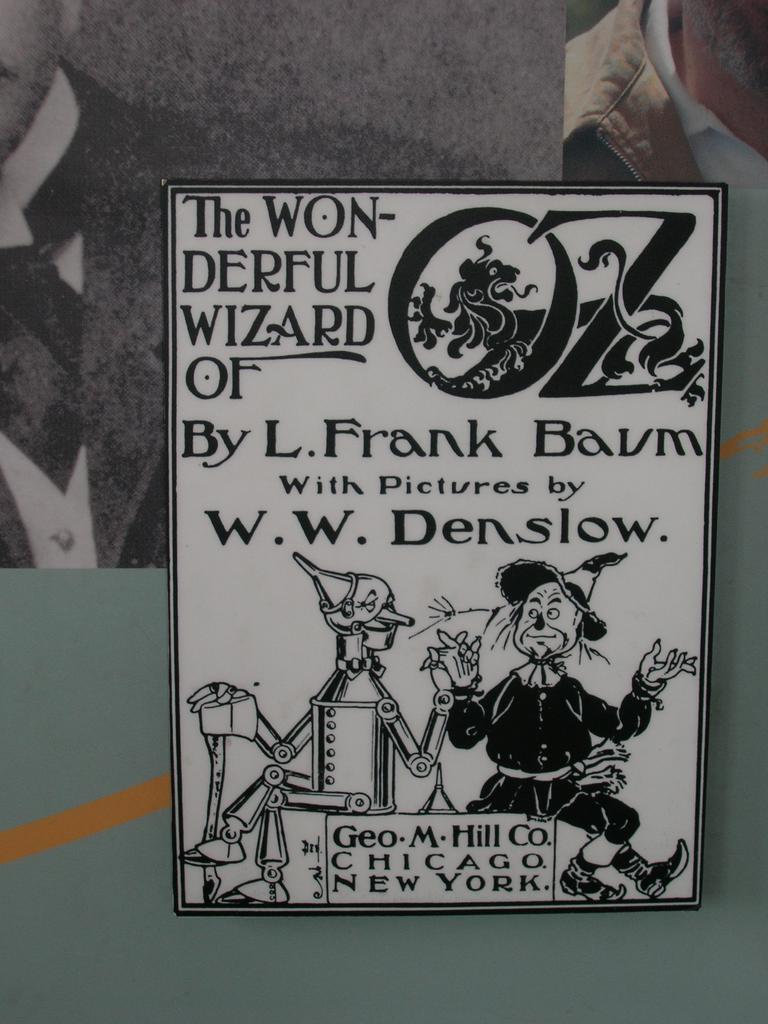 The WON-
DERFUL
WIZARD
OF
OZ
By L. Frank Baum
With Pictures by
W. W. Denslow.
Geo · M · Hill Co.
CHICAGO.
NEW YORK.